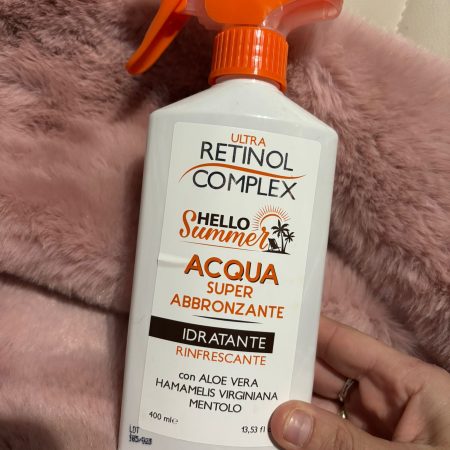 ULTRA
RETINOL
COMPLEX
HELLO
Summer
ACQUA
SUPER
ABBRONZANTE
IDRATANTE
RINFRESCANTE
con ALOE VERA
HAMAMELIS VIRGINIANA
MENTOLO
400 ml e 13,53 fl
LOT